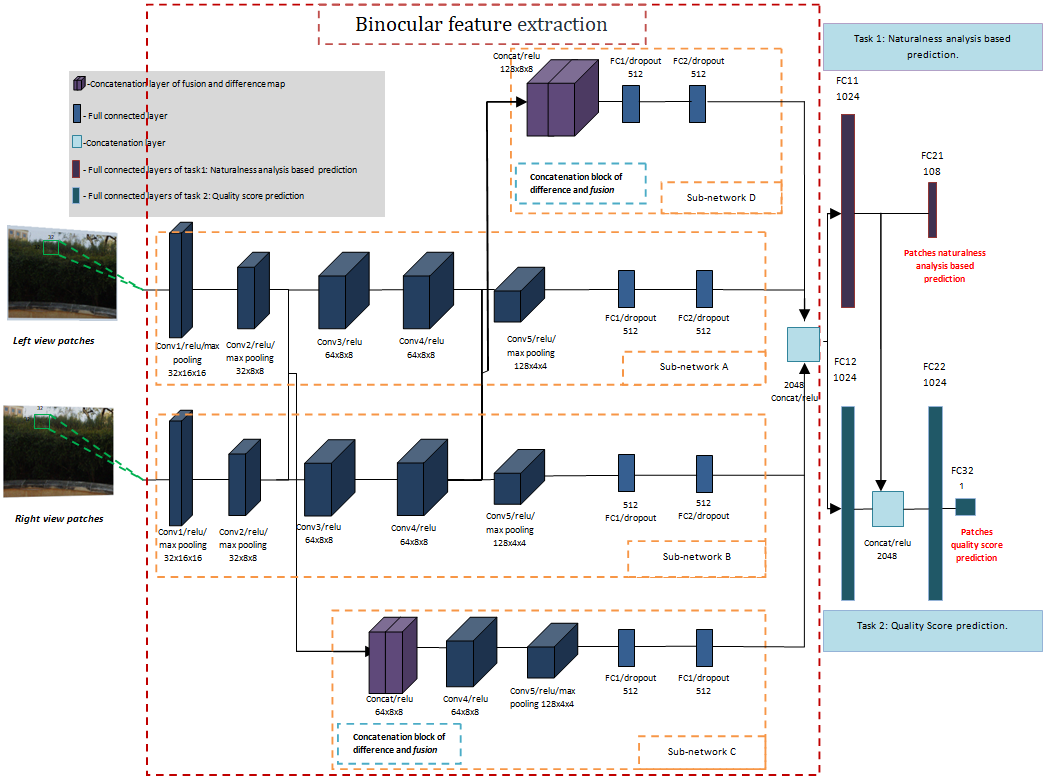 Binocular feature extraction
Task 1: Naturalness analysis based
prediction.
-Concatenation layer of fusion and difference map
- Full connected layer
-Concatenation layer
- Full connected layers of task1: Naturalness analysis based prediction
- Full connected layers of task 2: Quality score prediction
Concat/relu
128x8x8
FC1/dropout
512
FC2/dropout
512
Concatenation block of
difference and fusion
Sub-network D
FC11
1024
FC21
108
Patches naturalness
analysis based
prediction
32
Left view patches
Conv1/relu/max
pooling
32x16x16
Conv2/relu/
max pooling
32x8x8
Conv3/relu
64x8x8
Conv4/relu
64x8x8
Conv5/relu/
max pooling
128x4x4
FC1/dropout
512
FC2/dropout
512
Sub-network A
2048
Concat/relu
32
Right view patches
Conv1/relu/
max pooling
32x16x16
Conv2/relu/
max pooling
32x8x8
Conv3/relu
64x8x8
Conv4/relu
64x8x8
Conv5/relu/
max pooling
128x4x4
512
FC1/dropout
512
FC2/dropout
Sub-network B
FC12
1024
FC22
1024
Concat/relu
2048
FC32
1
Patches
quality score
prediction
Task 2: Quality Score prediction.
Concat/relu
64x8x8
Conv4/relu
64x8x8
Conv5/relu/max
pooling 128x4x4
FC1/dropout
512
FC2/dropout
512
Concatenation block of
difference and fusion
Sub-network C